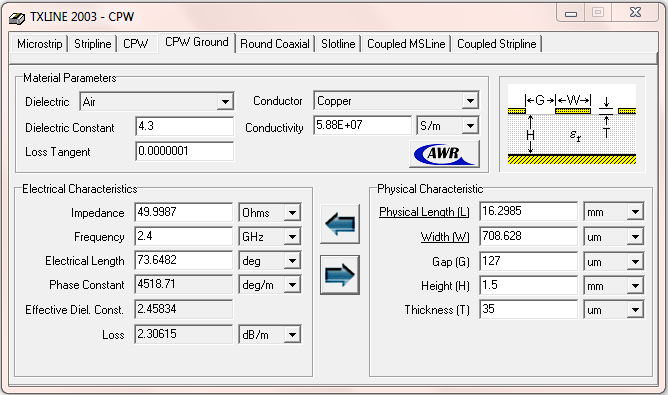 TXLINE 2003 - CPW
Microstrip Stripline CPW CPW Ground Round Coaxial Slotline Coupled MSLine Coupled Stripline
Material Parameters
Dielectric Air Conductor Copper
Dielectric Constant 4.3 Conductivity 5.88E+07 S/m
Loss Tangent 0.0000001 AWR
G W
H εr T
Electrical Characteristics
Impedance 49.9987 Ohms
Frequency 2.4 GHz
Electrical Length 73.6482 deg
Phase Constant 4518.71 deg/m
Effective Diel. Const. 2.45834
Loss 2.30615 dB/m
Physical Characteristic
Physical Length (L) 16.2985 mm
Width (W) 708.628 um
Gap (G) 127 um
Height (H) 1.5 mm
Thickness (T) 35 um